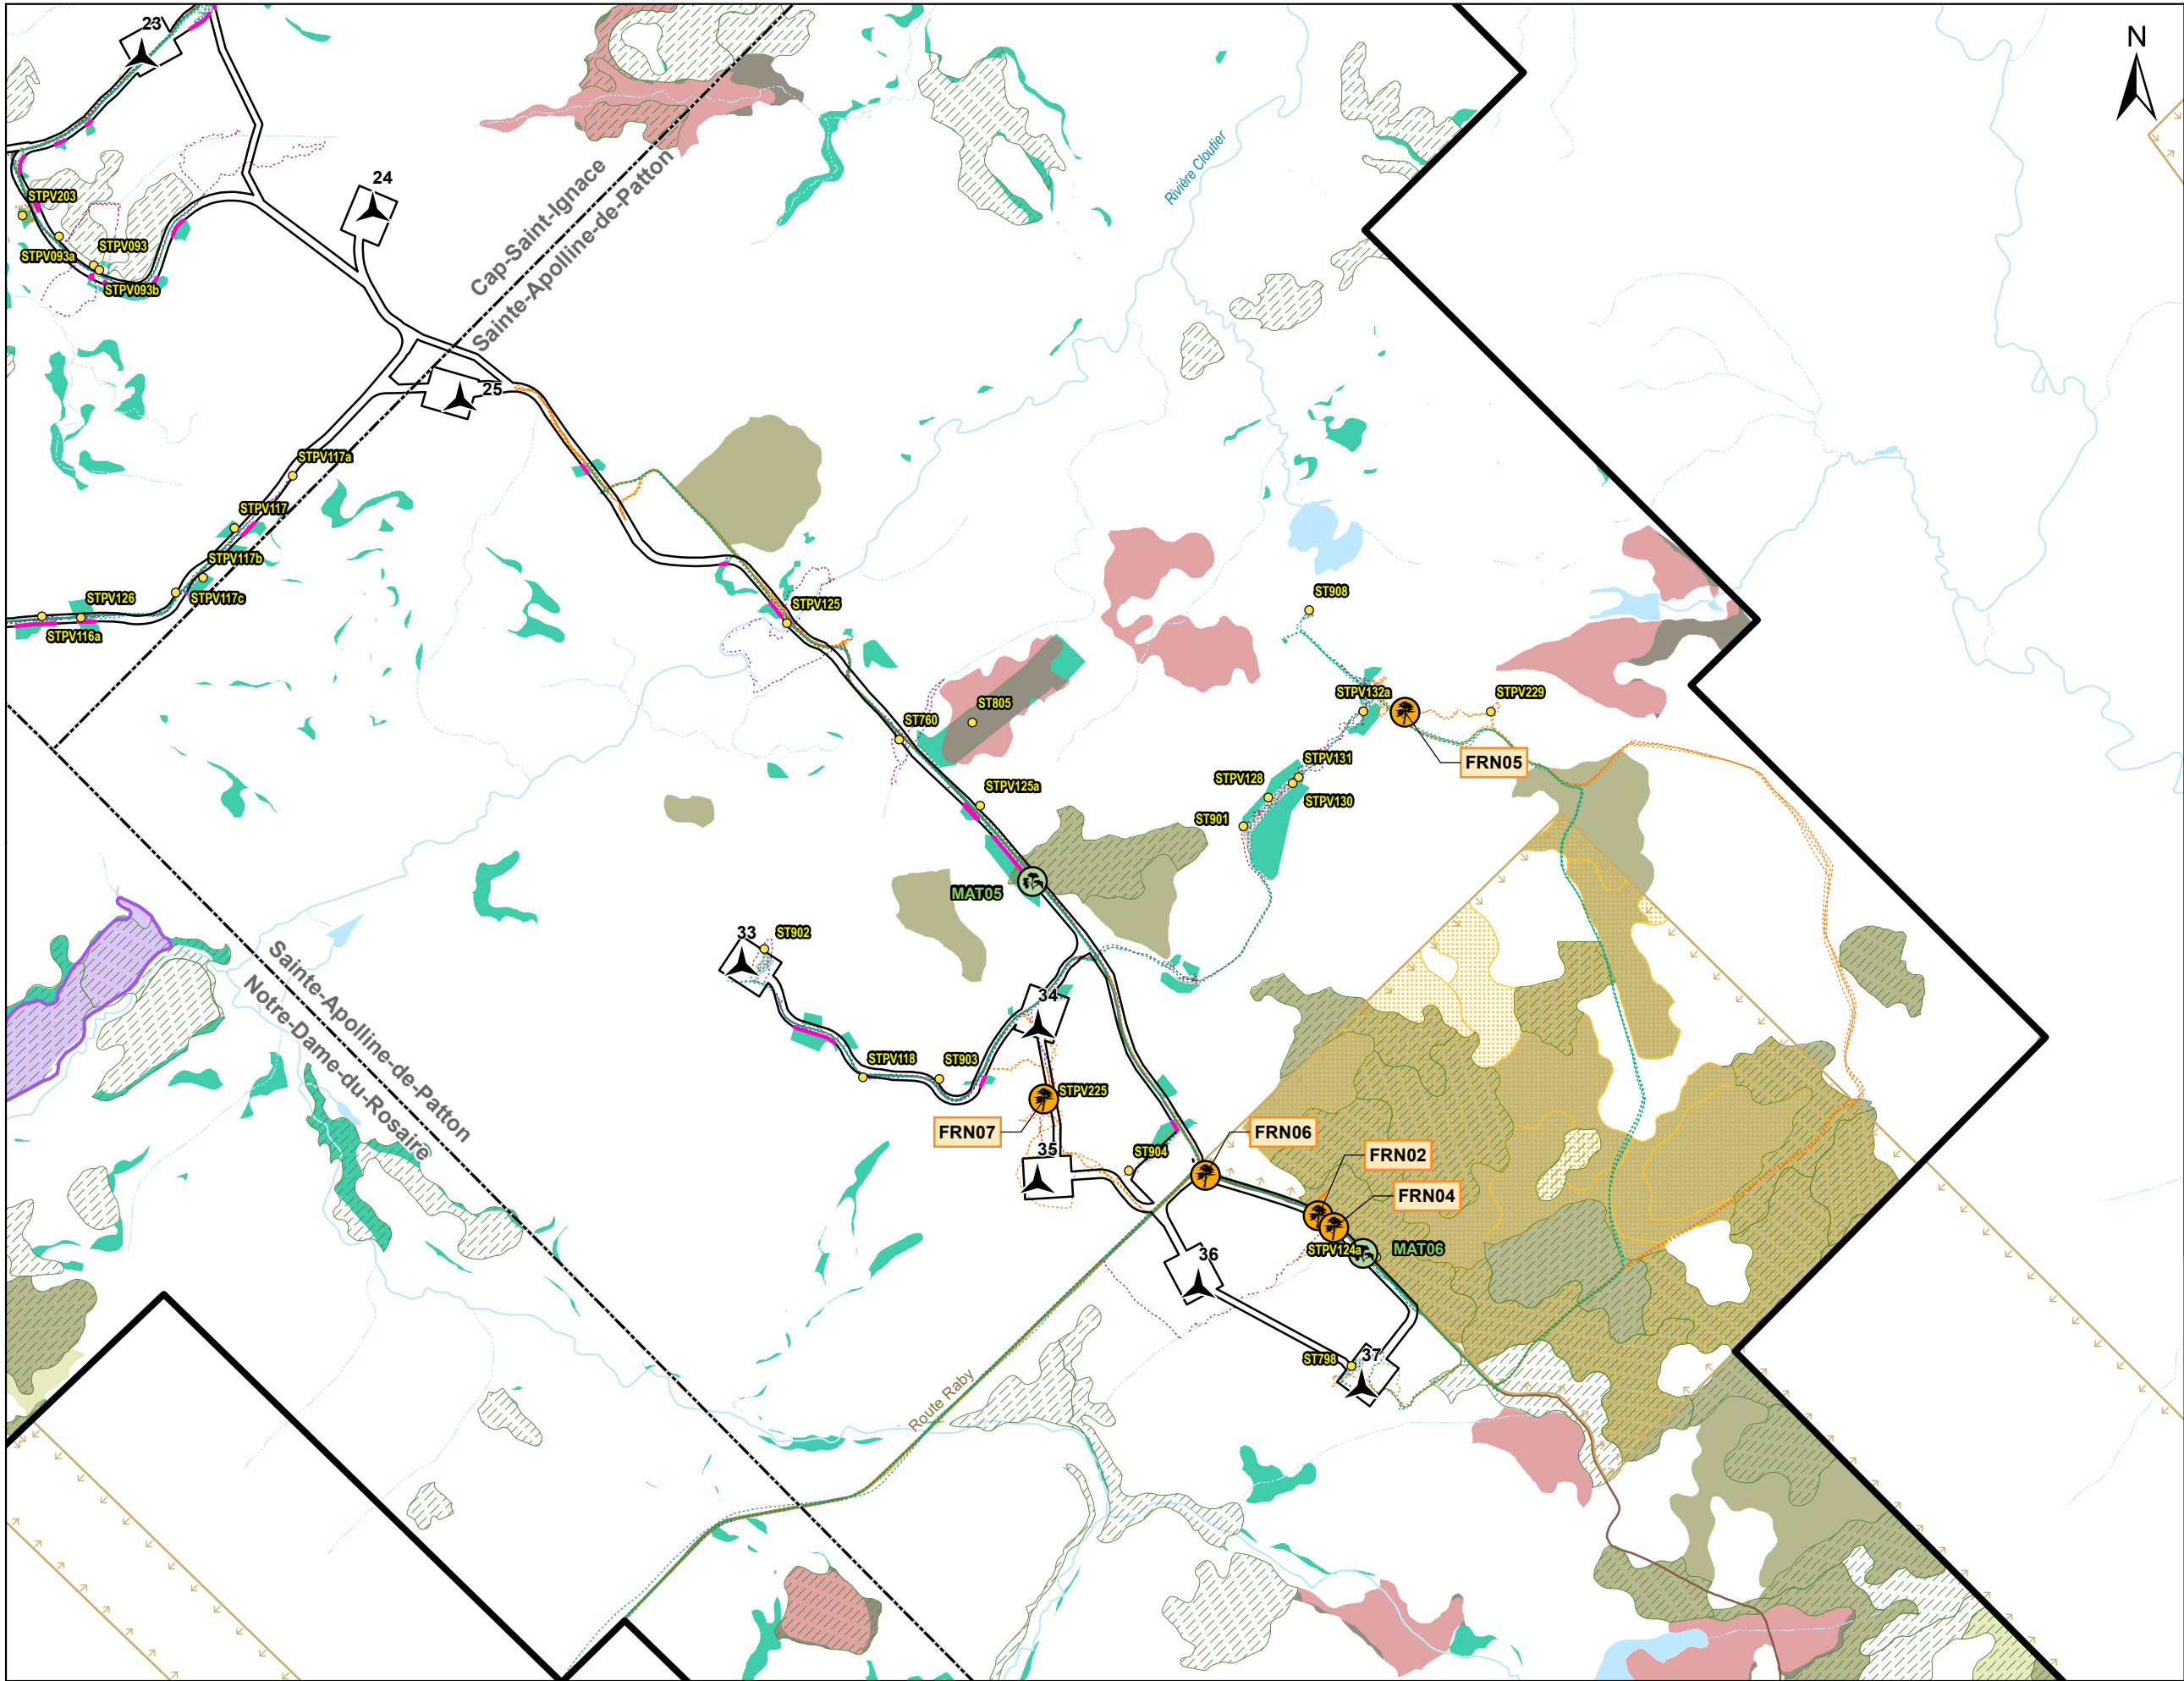 23
N
24
Rivière Cloutier
Cap-Saint-Ignace
Sainte-Apolline-de-Patton
STPV203
STPV093
STPV093a
STPV093b
25
STPV117a
STPV117
STPV117b
STPV117c
STPV126
STPV116a
STPV125
ST908
STPV132a
STPV229
ST760
ST805
FRN05
STPV131
STPV128
STPV130
STPV125a
ST901
MAT05
33
ST902
Sainte-Apolline-de-Patton
Notre-Dame-du-Rosaire
34
STPV118
ST903
STPV225
FRN07
FRN06
35
ST904
FRN02
FRN04
STPV124a
MAT06
36
ST798
37
Route Raby